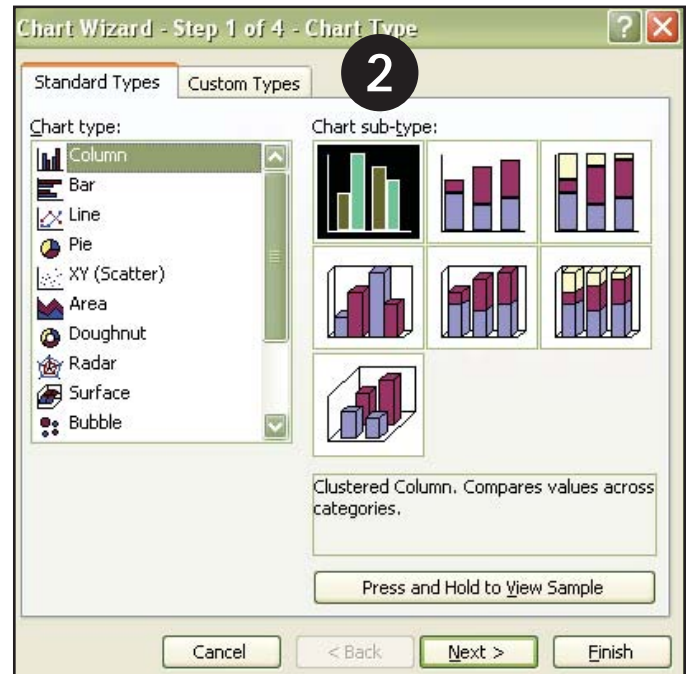 Chart Wizard - Step 1 of 4 - Chart Type
2
Standard Types
Custom Types
Chart type:
Column
Bar
Line
Pie
XY (Scatter)
Area
Doughnut
Radar
Surface
Bubble
Chart sub-type:
Clustered Column. Compares values across
categories.
Press and Hold to View Sample
Cancel
< Back
Next >
Finish